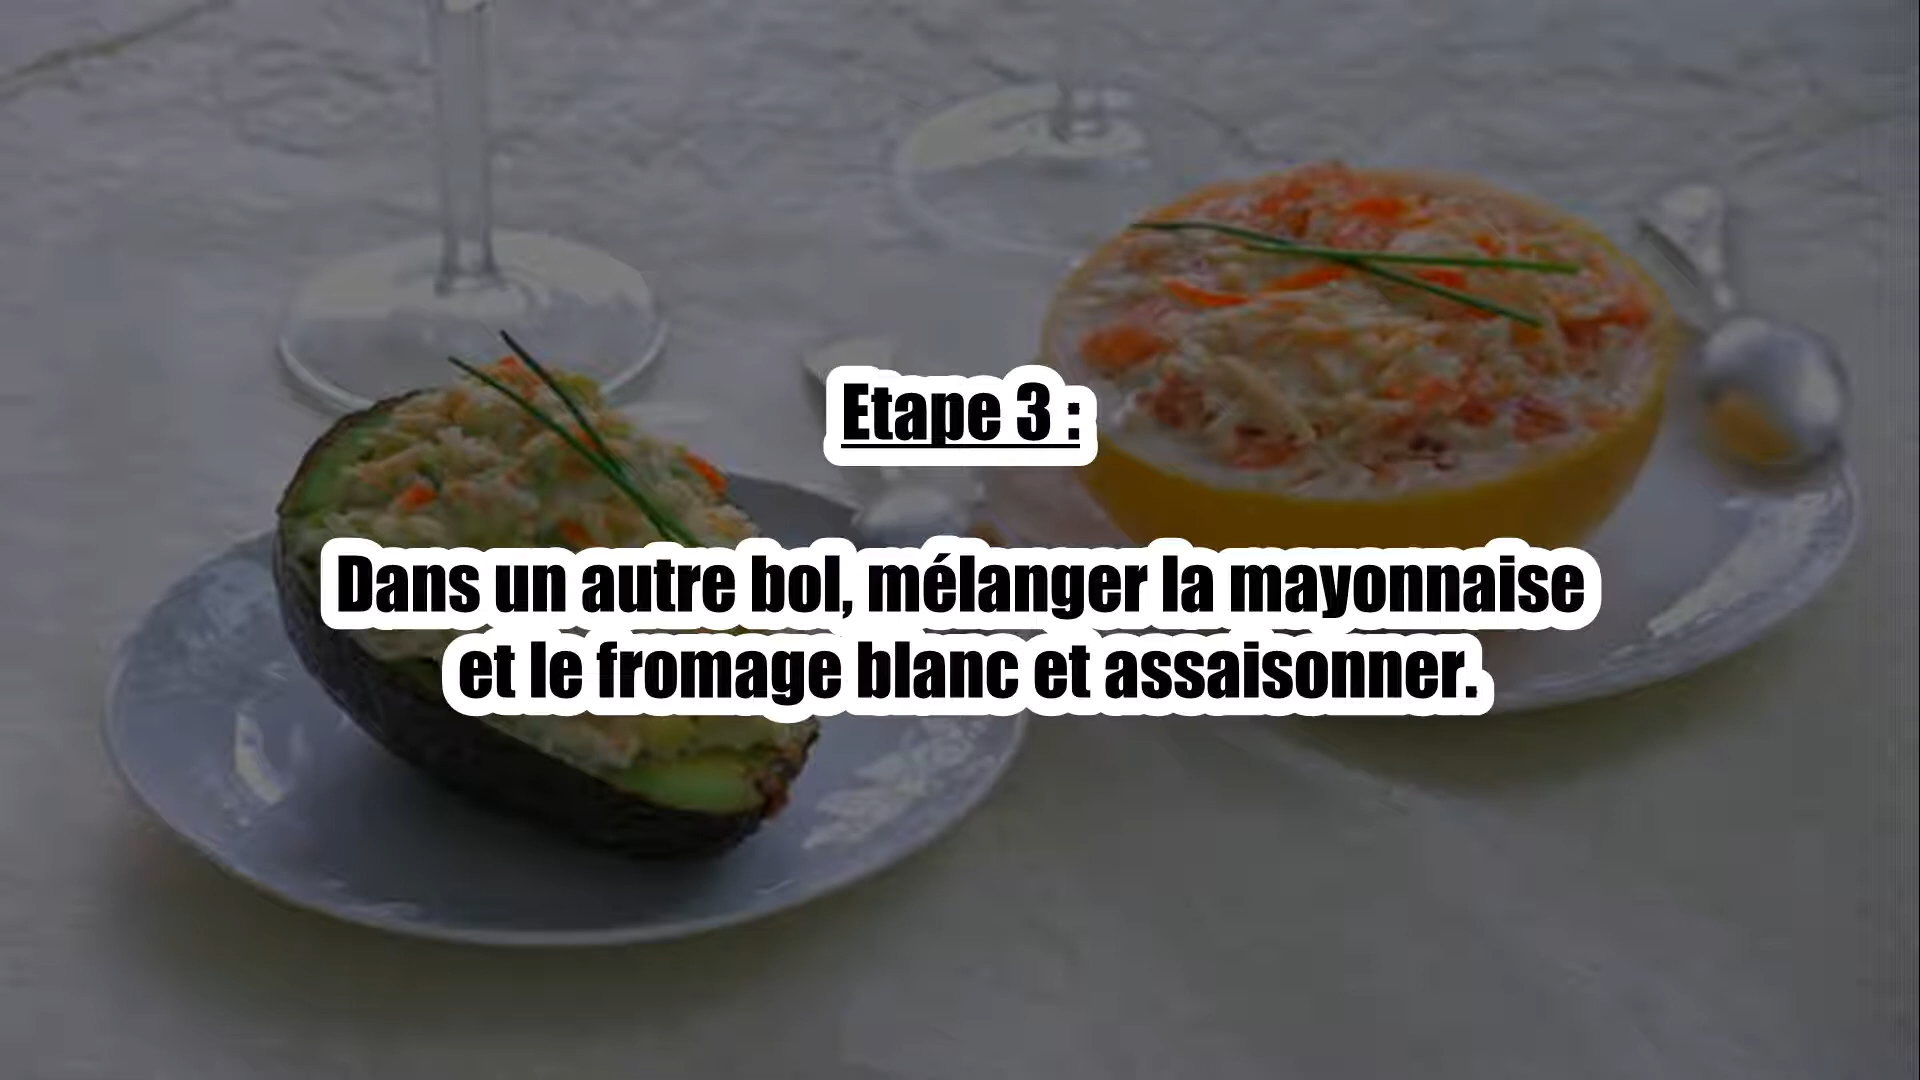 Etape 3 :
Dans un autre bol, mélanger la mayonnaise
et le fromage blanc et assaisonner.